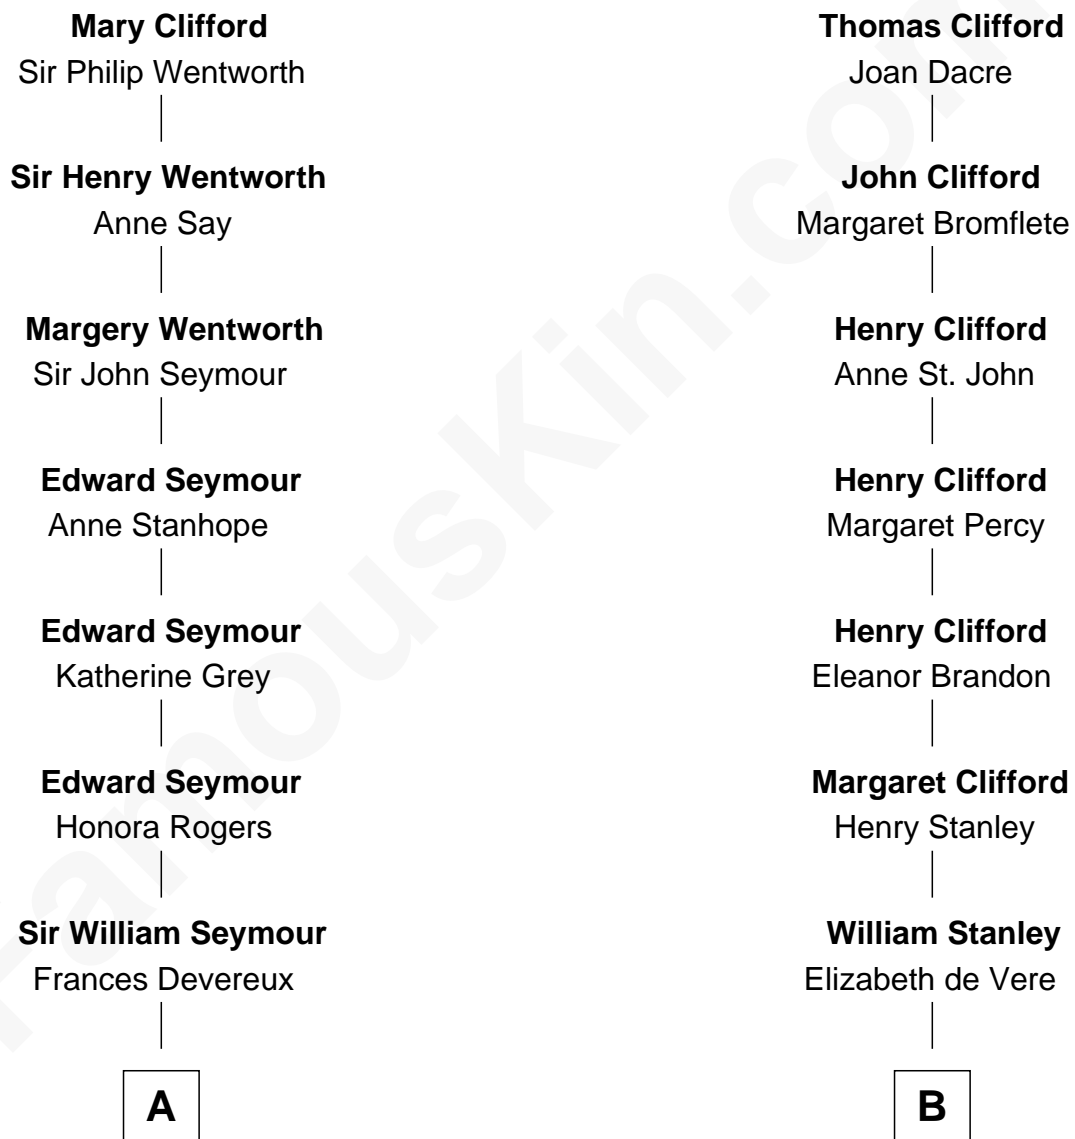 Mary Clifford
Sir Philip Wentworth
Sir Henry Wentworth
Anne Say
Margery Wentworth
Sir John Seymour
Edward Seymour
Anne Stanhope
Edward Seymour
Katherine Grey
Edward Seymour
Honora Rogers
Sir William Seymour
Frances Devereux
A
Thomas Clifford
Joan Dacre
John Clifford
Margaret Bromflete
Henry Clifford
Anne St. John
Henry Clifford
Margaret Percy
Henry Clifford
Eleanor Brandon
Margaret Clifford
Henry Stanley
William Stanley
Elizabeth de Vere
B
FamousKin.com